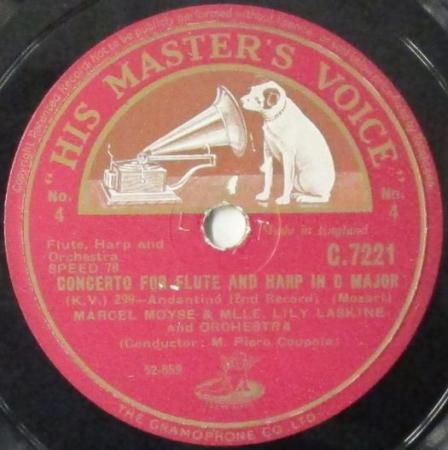 "HIS MASTER'S VOICE"
No. 4
No. 4
Made in England
Flute, Harp and
Orchestra
SPEED 78
C.7221
CONCERTO FOR FLUTE AND HARP IN D MAJOR
(K.V.) 299-Andantino (2nd Record) (Mozart)
MARCEL MOYSE & MLLE. LILY LASKINE
and ORCHESTRA
(Conductor: M. Piero Coppola)
52-859
THE GRAMOPHONE CO LTD.